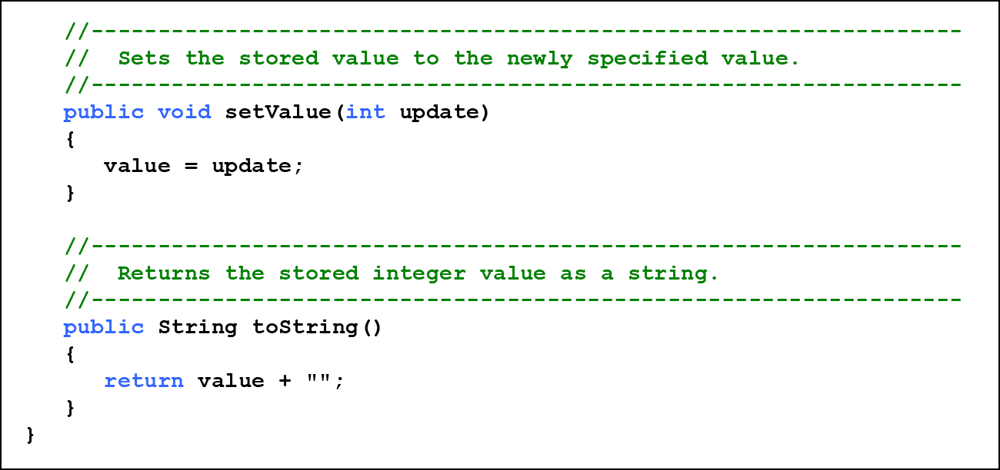 //-----------------------------------------------------------------
//  Sets the stored value to the newly specified value.
//-----------------------------------------------------------------
public void setValue(int update)
{
value = update;
}
//-----------------------------------------------------------------
//  Returns the stored integer value as a string.
//-----------------------------------------------------------------
public String toString()
{
return value + "";
}
}